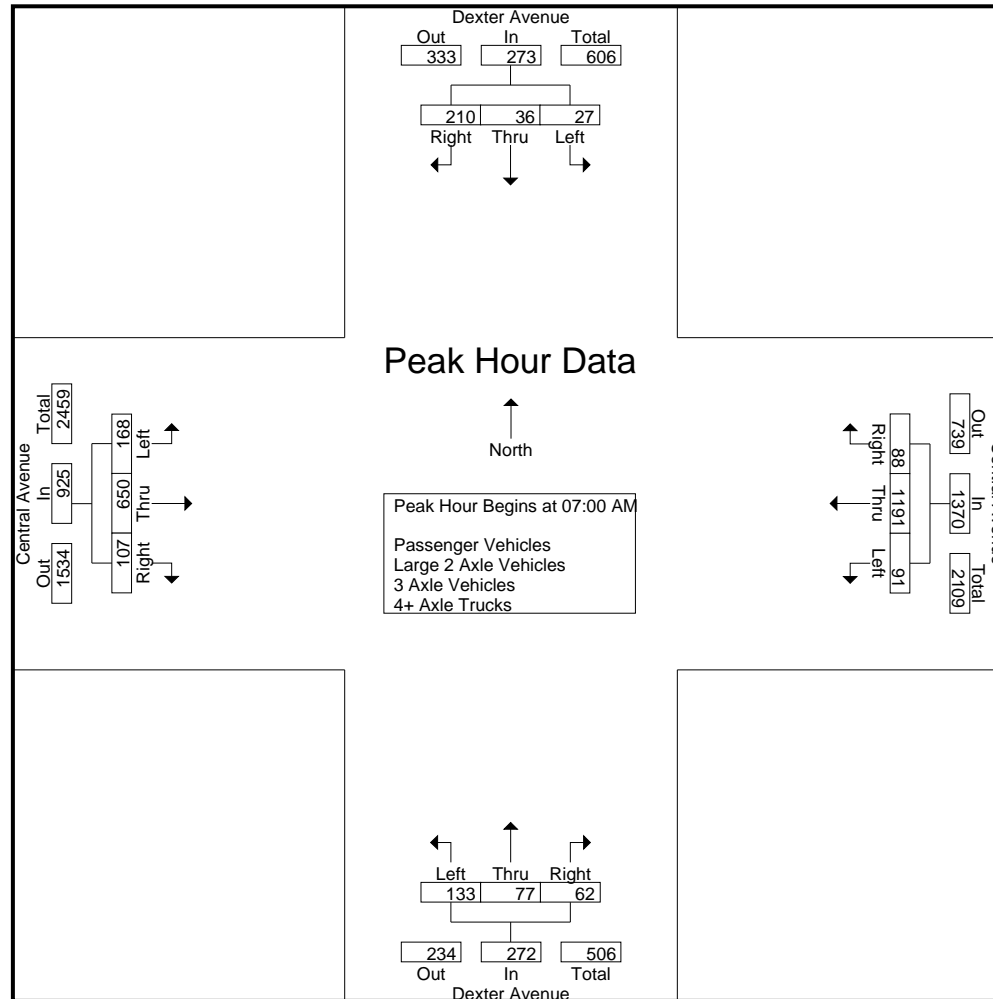 Dexter Avenue
Out In Total
333 273 606
210 36 27
Right Thru Left
Peak Hour Data
North
Peak Hour Begins at 07:00 AM
Passenger Vehicles
Large 2 Axle Vehicles
3 Axle Vehicles
4+ Axle Trucks
Central Avenue
Out In Total
1534 925 2459
107 650 168
Right Thru Left
Out In Total
739 1370 2109
88 1191 91
Right Thru Left
Left Thru Right
133 77 62
234 272 506
Out In Total
Dexter Avenue